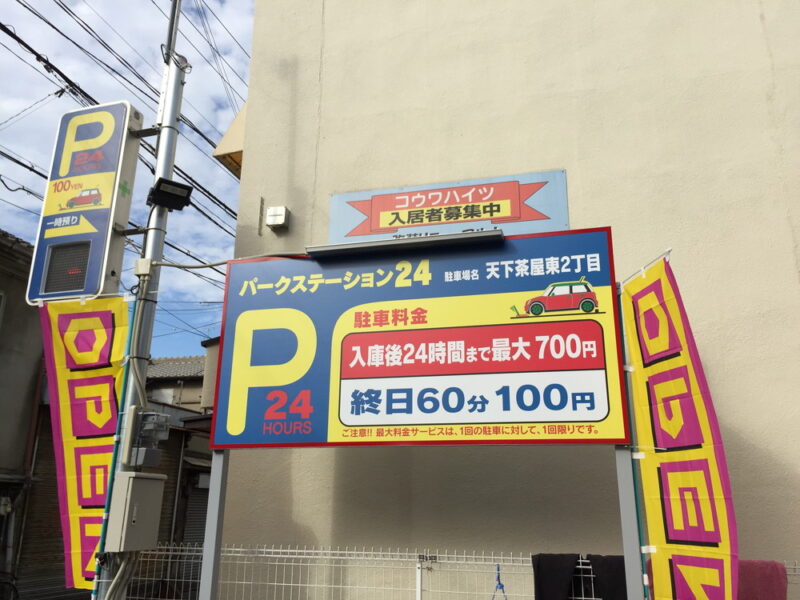 P
24
100YEN
一時預り
OPEN
コウワハイツ
入居者募集中
パークステーション24 駐車場名 天下茶屋東2丁目
P
24
HOURS
駐車料金
入庫後24時間まで最大700円
終日60分 100円
ご注意!! 最大料金サービスは、1回の駐車に対して、1回限りです。
OPEN